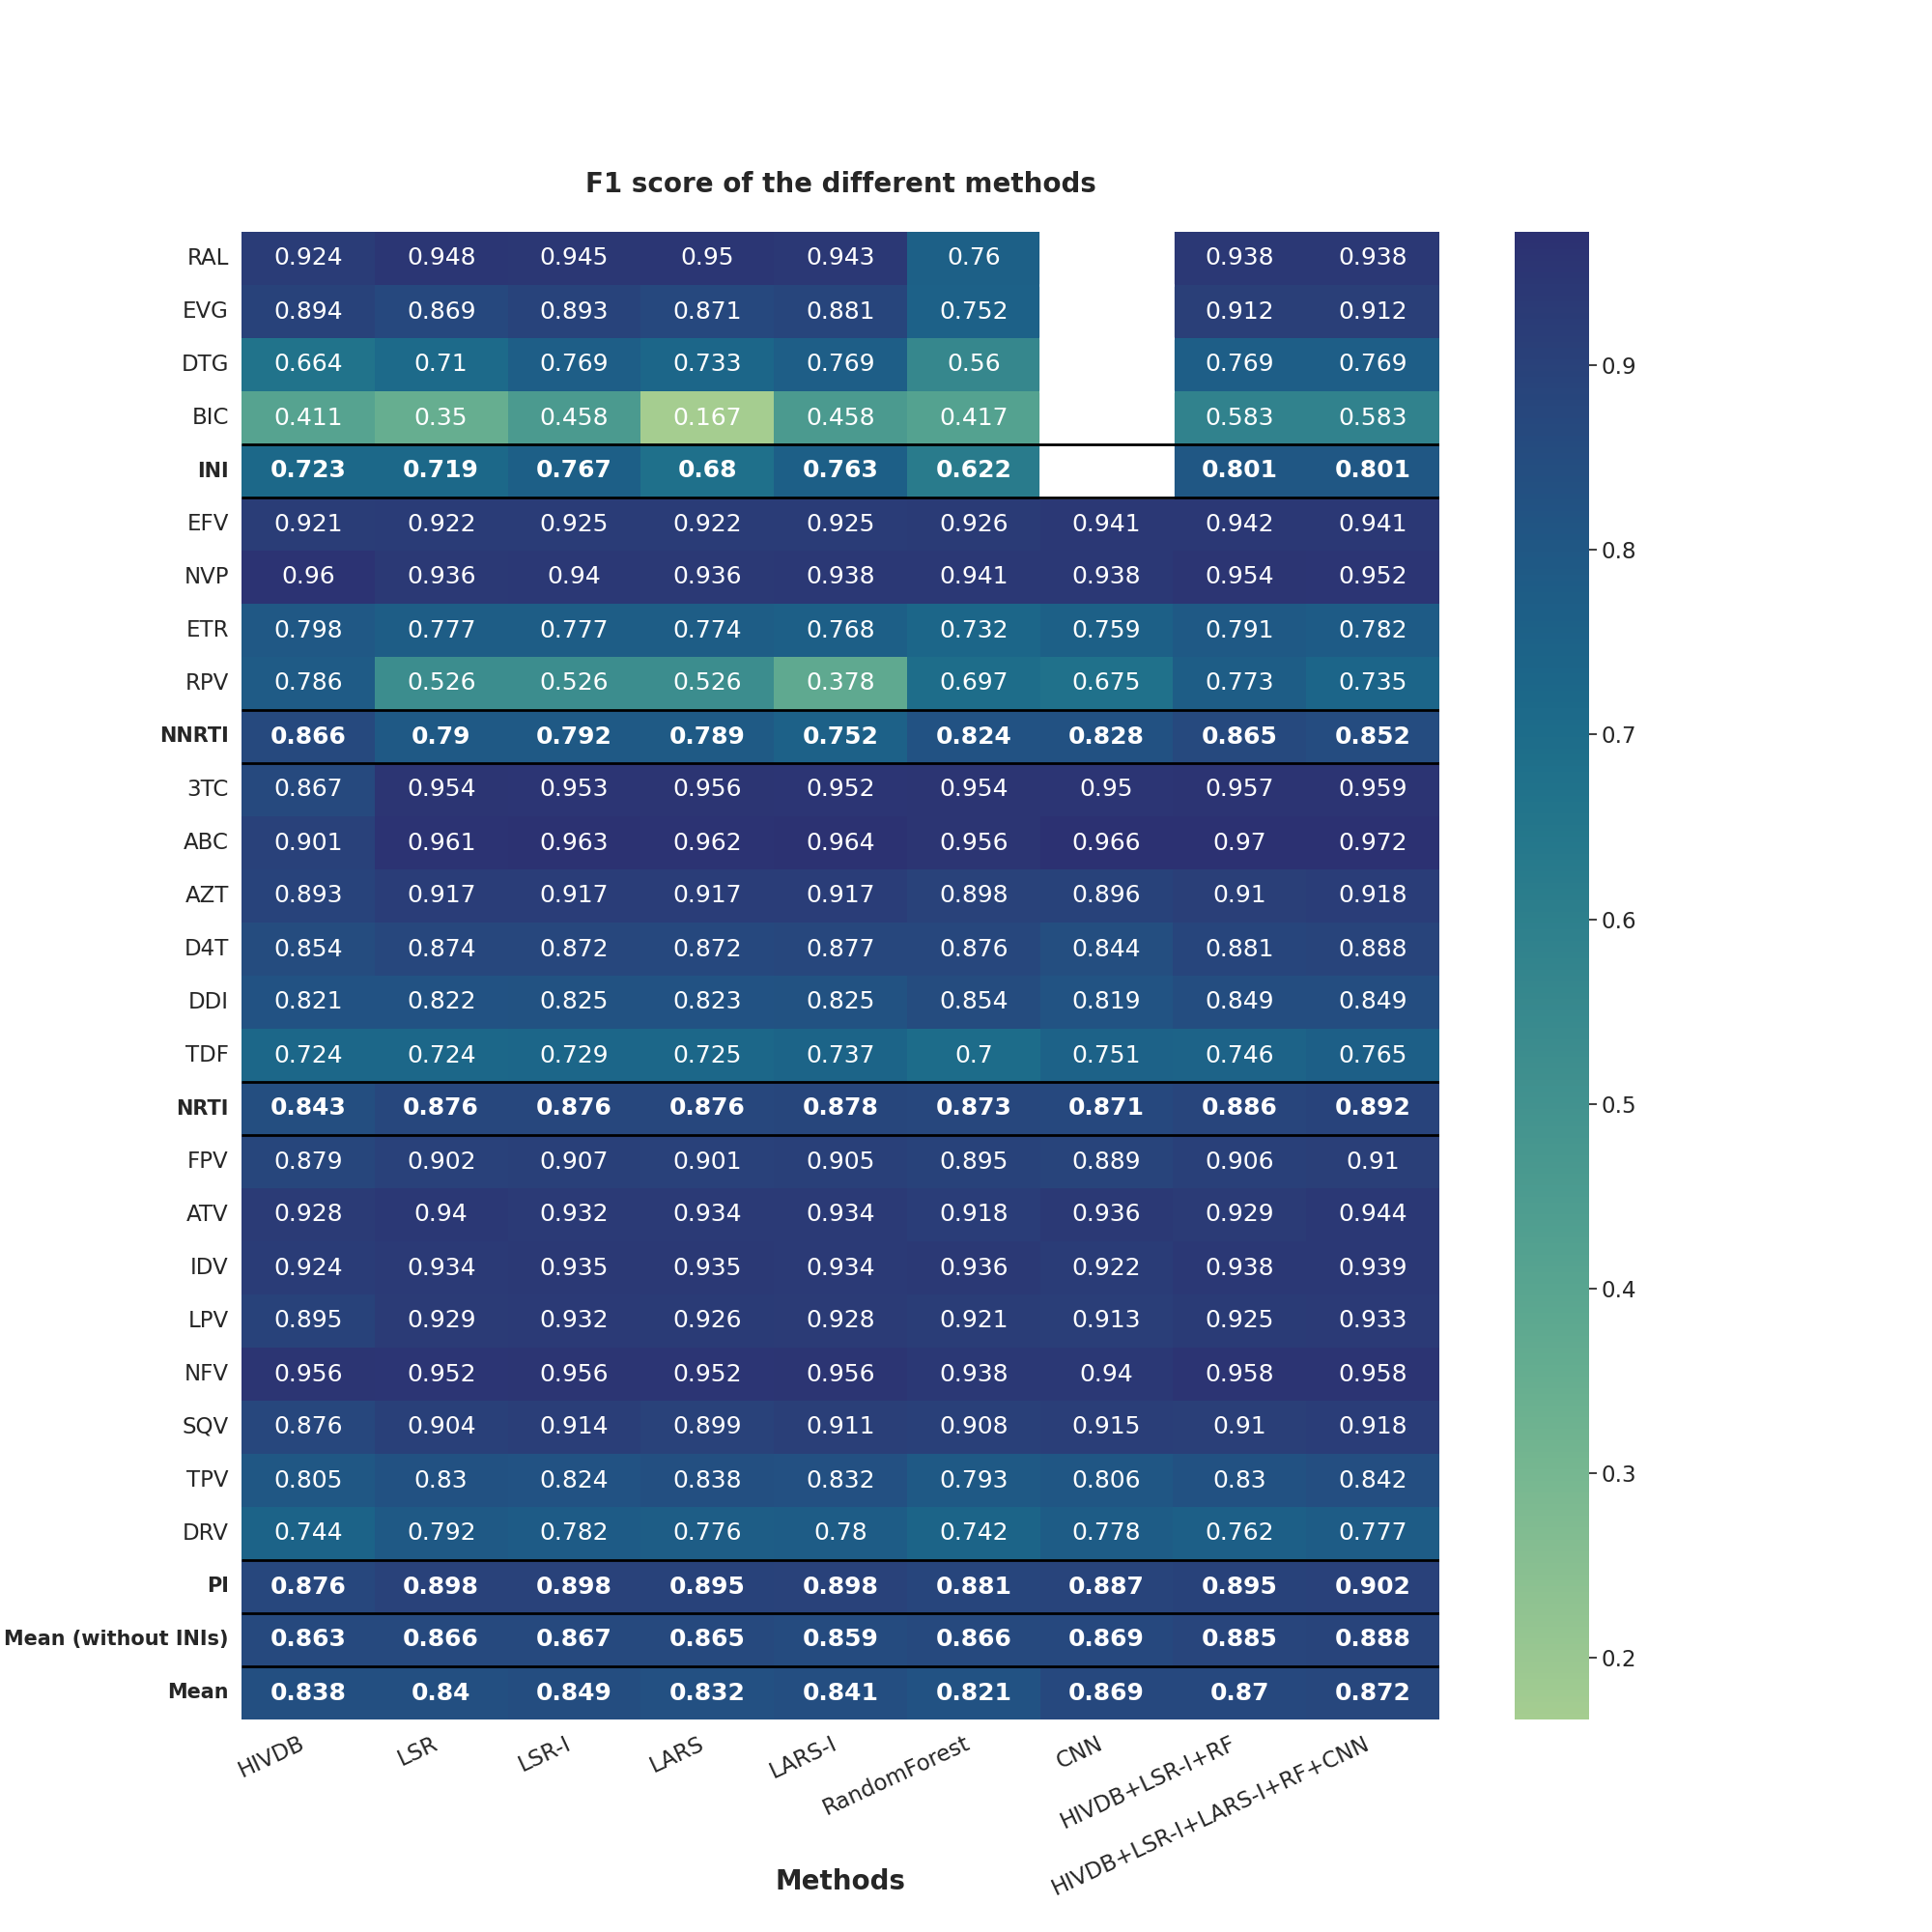 F1 score of the different methods
RAL 0.924 0.948 0.945 0.95 0.943 0.76 0.938 0.938
EVG 0.894 0.869 0.893 0.871 0.881 0.752 0.912 0.912
DTG 0.664 0.71 0.769 0.733 0.769 0.56 0.769 0.769
BIC 0.411 0.35 0.458 0.167 0.458 0.417 0.583 0.583
INI 0.723 0.719 0.767 0.68 0.763 0.622 0.801 0.801
EFV 0.921 0.922 0.925 0.922 0.925 0.926 0.941 0.942 0.941
NVP 0.96 0.936 0.94 0.936 0.938 0.941 0.938 0.954 0.952
ETR 0.798 0.777 0.777 0.774 0.768 0.732 0.759 0.791 0.782
RPV 0.786 0.526 0.526 0.526 0.378 0.697 0.675 0.773 0.735
NNRTI 0.866 0.79 0.792 0.789 0.752 0.824 0.828 0.865 0.852
3TC 0.867 0.954 0.953 0.956 0.952 0.954 0.95 0.957 0.959
ABC 0.901 0.961 0.963 0.962 0.964 0.956 0.966 0.97 0.972
AZT 0.893 0.917 0.917 0.917 0.917 0.898 0.896 0.91 0.918
D4T 0.854 0.874 0.872 0.872 0.877 0.876 0.844 0.881 0.888
DDI 0.821 0.822 0.825 0.823 0.825 0.854 0.819 0.849 0.849
TDF 0.724 0.724 0.729 0.725 0.737 0.7 0.751 0.746 0.765
NRTI 0.843 0.876 0.876 0.876 0.878 0.873 0.871 0.886 0.892
FPV 0.879 0.902 0.907 0.901 0.905 0.895 0.889 0.906 0.91
ATV 0.928 0.94 0.932 0.934 0.934 0.918 0.936 0.929 0.944
IDV 0.924 0.934 0.935 0.935 0.934 0.936 0.922 0.938 0.939
LPV 0.895 0.929 0.932 0.926 0.928 0.921 0.913 0.925 0.933
NFV 0.956 0.952 0.956 0.952 0.956 0.938 0.94 0.958 0.958
SQV 0.876 0.904 0.914 0.899 0.911 0.908 0.915 0.91 0.918
TPV 0.805 0.83 0.824 0.838 0.832 0.793 0.806 0.83 0.842
DRV 0.744 0.792 0.782 0.776 0.78 0.742 0.778 0.762 0.777
PI 0.876 0.898 0.898 0.895 0.898 0.881 0.887 0.895 0.902
Mean (without INIs) 0.863 0.866 0.867 0.865 0.859 0.866 0.869 0.885 0.888
Mean 0.838 0.84 0.849 0.832 0.841 0.821 0.869 0.87 0.872
HIVDB
LSR
LSR-I
LARS
LARS-I
RandomForest
CNN
HIVDB+LSR-I+RF
HIVDB+LSR-I+LARS-I+RF+CNN
Methods
0.9
0.8
0.7
0.6
0.5
0.4
0.3
0.2